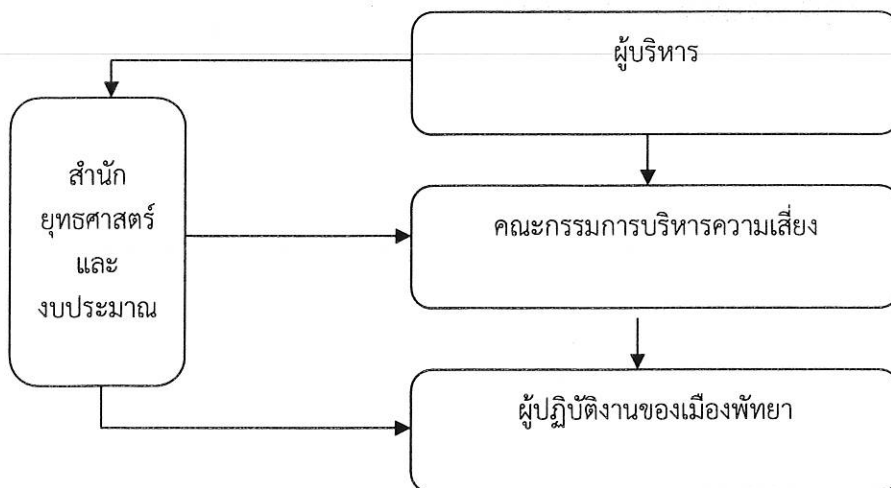 ผู้บริหาร
สำนัก
ยุทธศาสตร์
และ
งบประมาณ
คณะกรรมการบริหารความเสี่ยง
ผู้ปฏิบัติงานของเมืองพัทยา